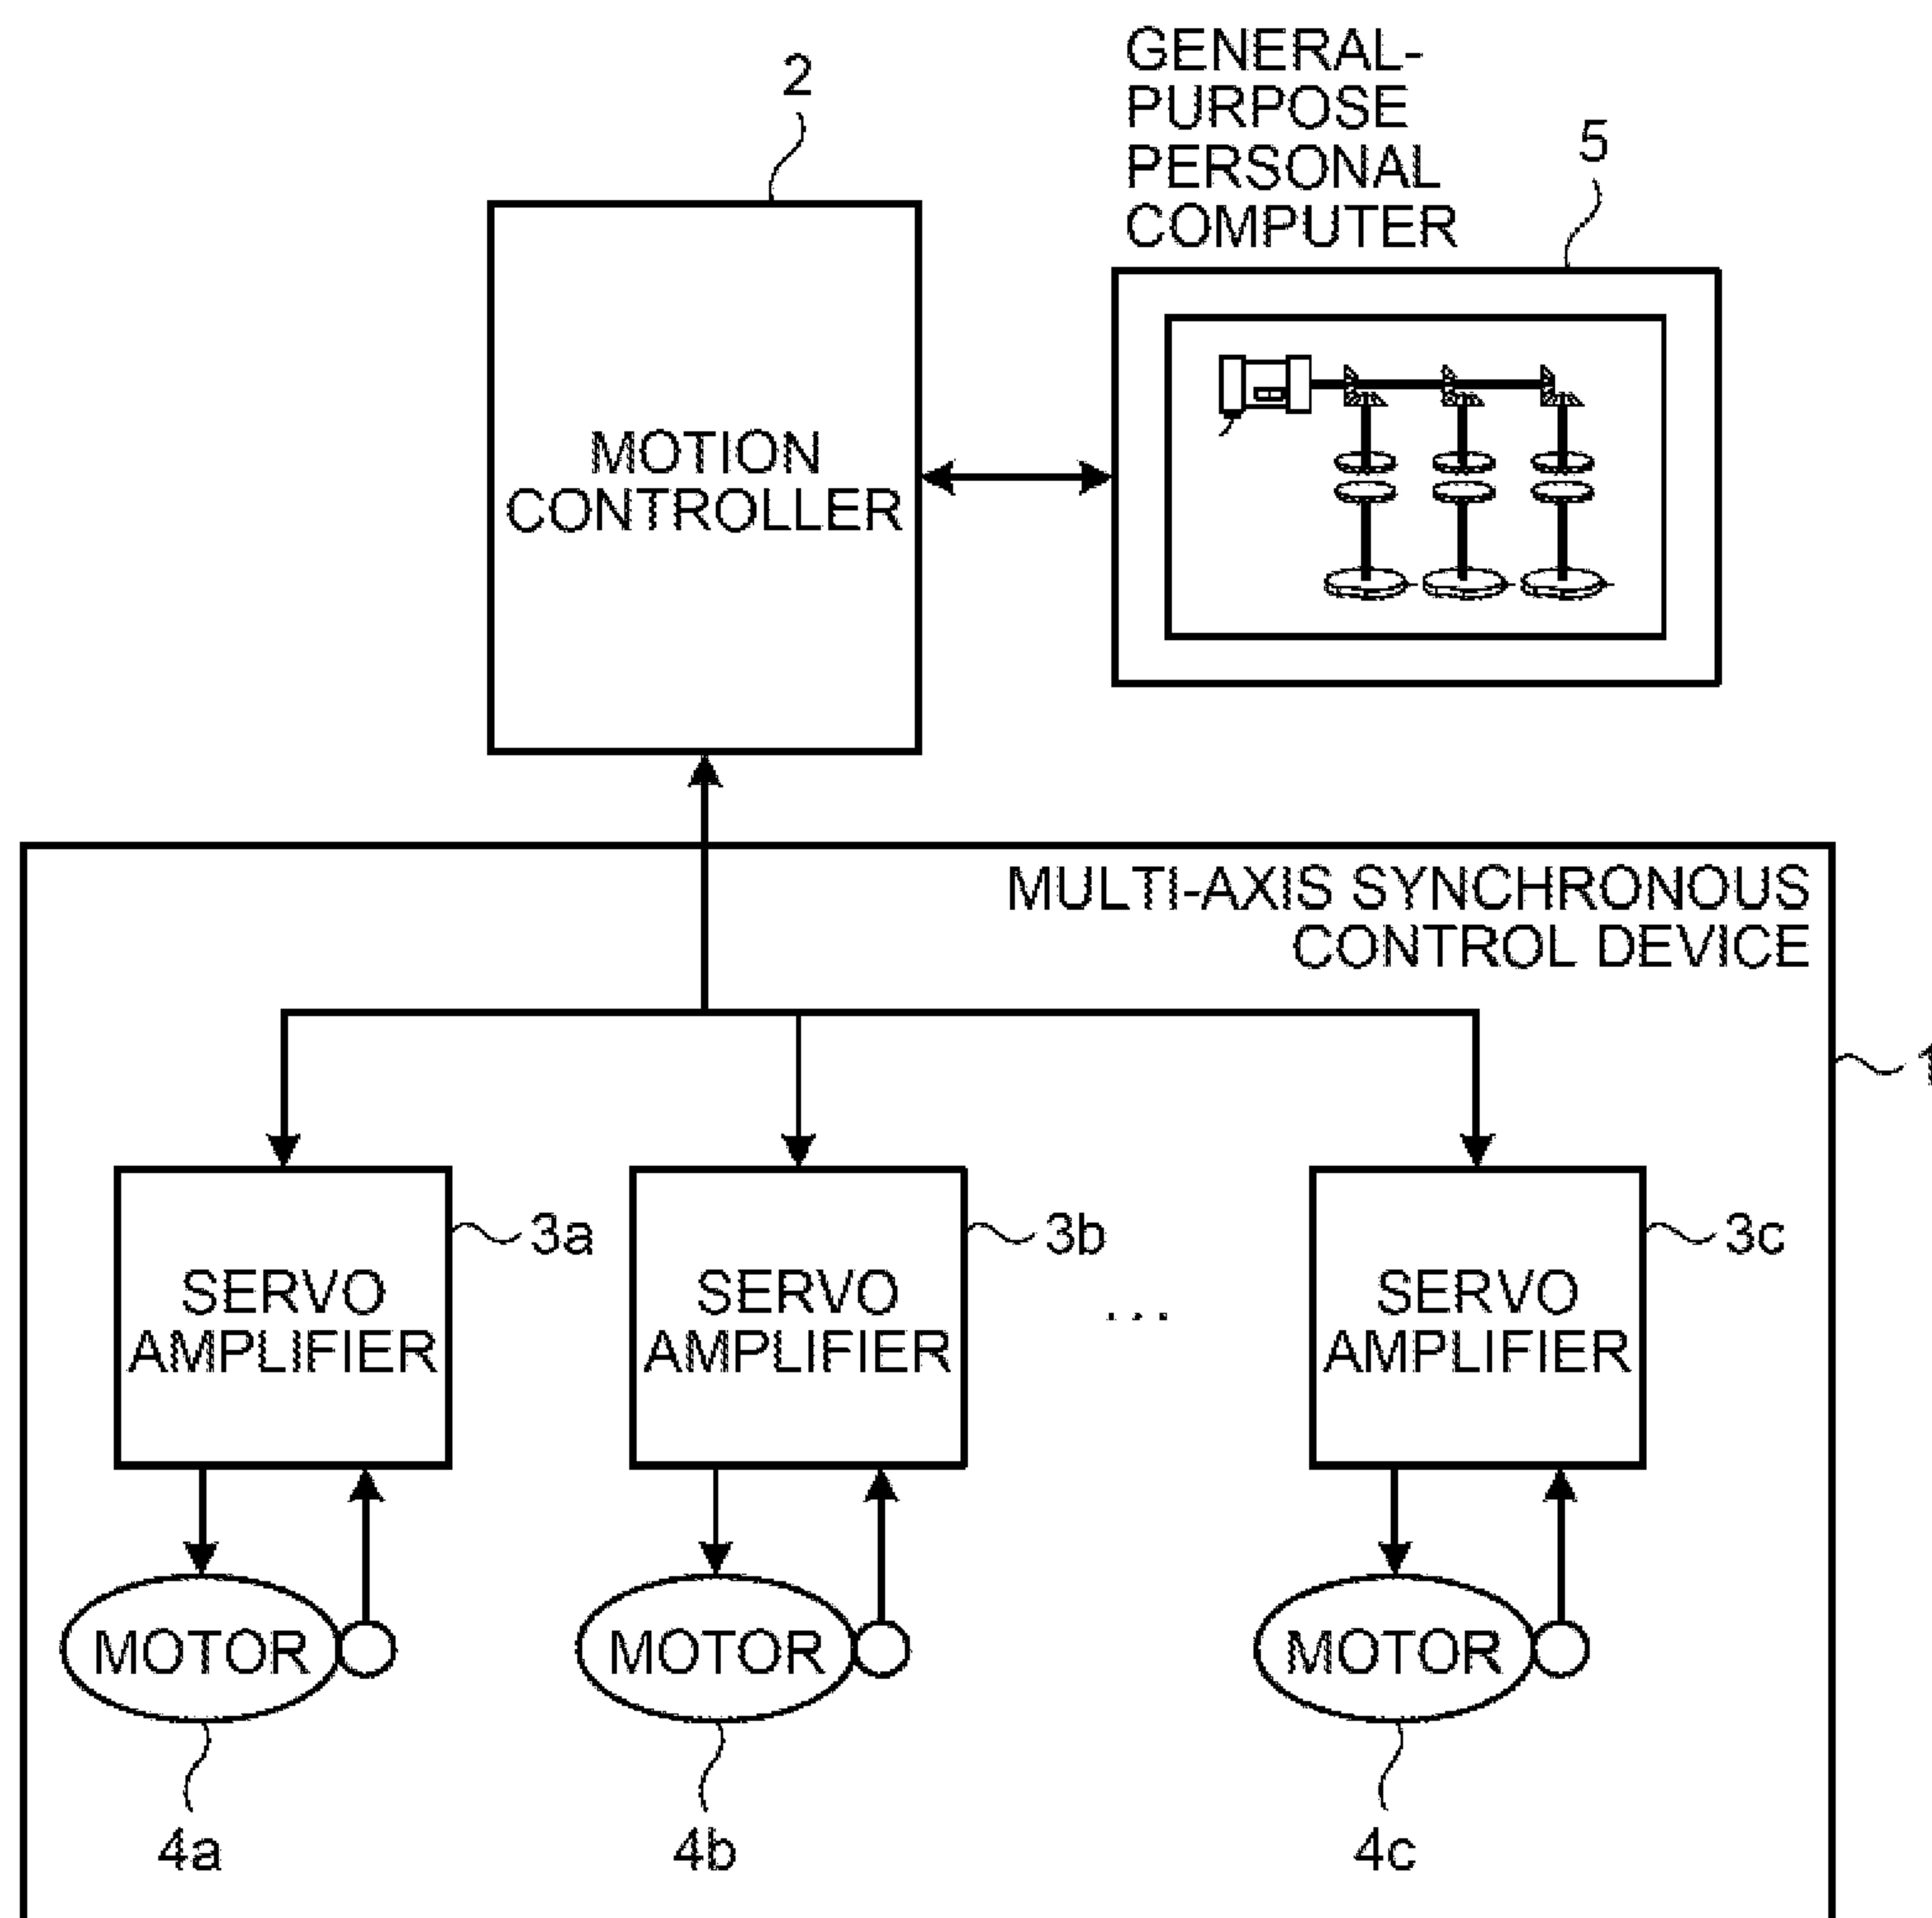 2
GENERAL-
PURPOSE
PERSONAL
COMPUTER
5
MOTION
CONTROLLER
MULTI-AXIS SYNCHRONOUS
CONTROL DEVICE
1
3a
3b
3c
SERVO
AMPLIFIER
SERVO
AMPLIFIER
...
SERVO
AMPLIFIER
MOTOR
MOTOR
MOTOR
4a
4b
4c